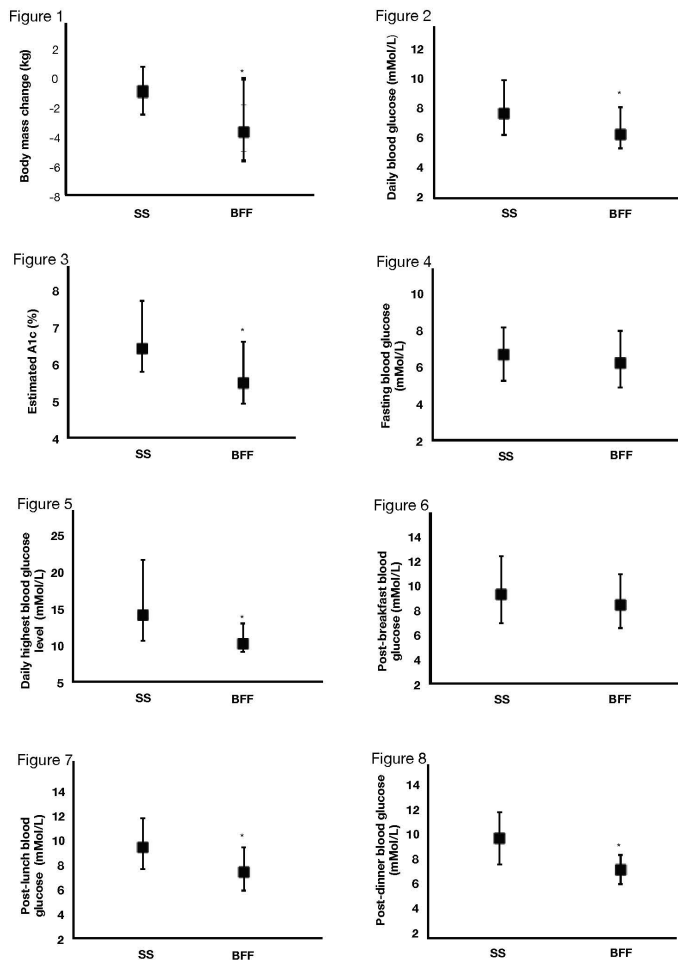 Figure 1
Body mass change (kg)
2
0
-2
-4
-6
-8
*
SS
BFF
Figure 2
Daily blood glucose (mMol/L)
12
10
8
6
4
2
*
SS
BFF
Figure 3
Estimated A1c (%)
8
7
6
5
4
*
SS
BFF
Figure 4
Fasting blood glucose
(mMol/L)
10
8
6
4
2
SS
BFF
Figure 5
Daily highest blood glucose
level (mMol/L)
25
20
15
10
5
*
SS
BFF
Figure 6
Post-breakfast blood
glucose (mMol/L)
14
12
10
8
6
4
2
SS
BFF
Figure 7
Post-lunch blood
glucose (mMol/L)
14
12
10
8
6
4
2
*
SS
BFF
Figure 8
Post-dinner blood glucose
(mMol/L)
14
12
10
8
6
4
2
*
SS
BFF